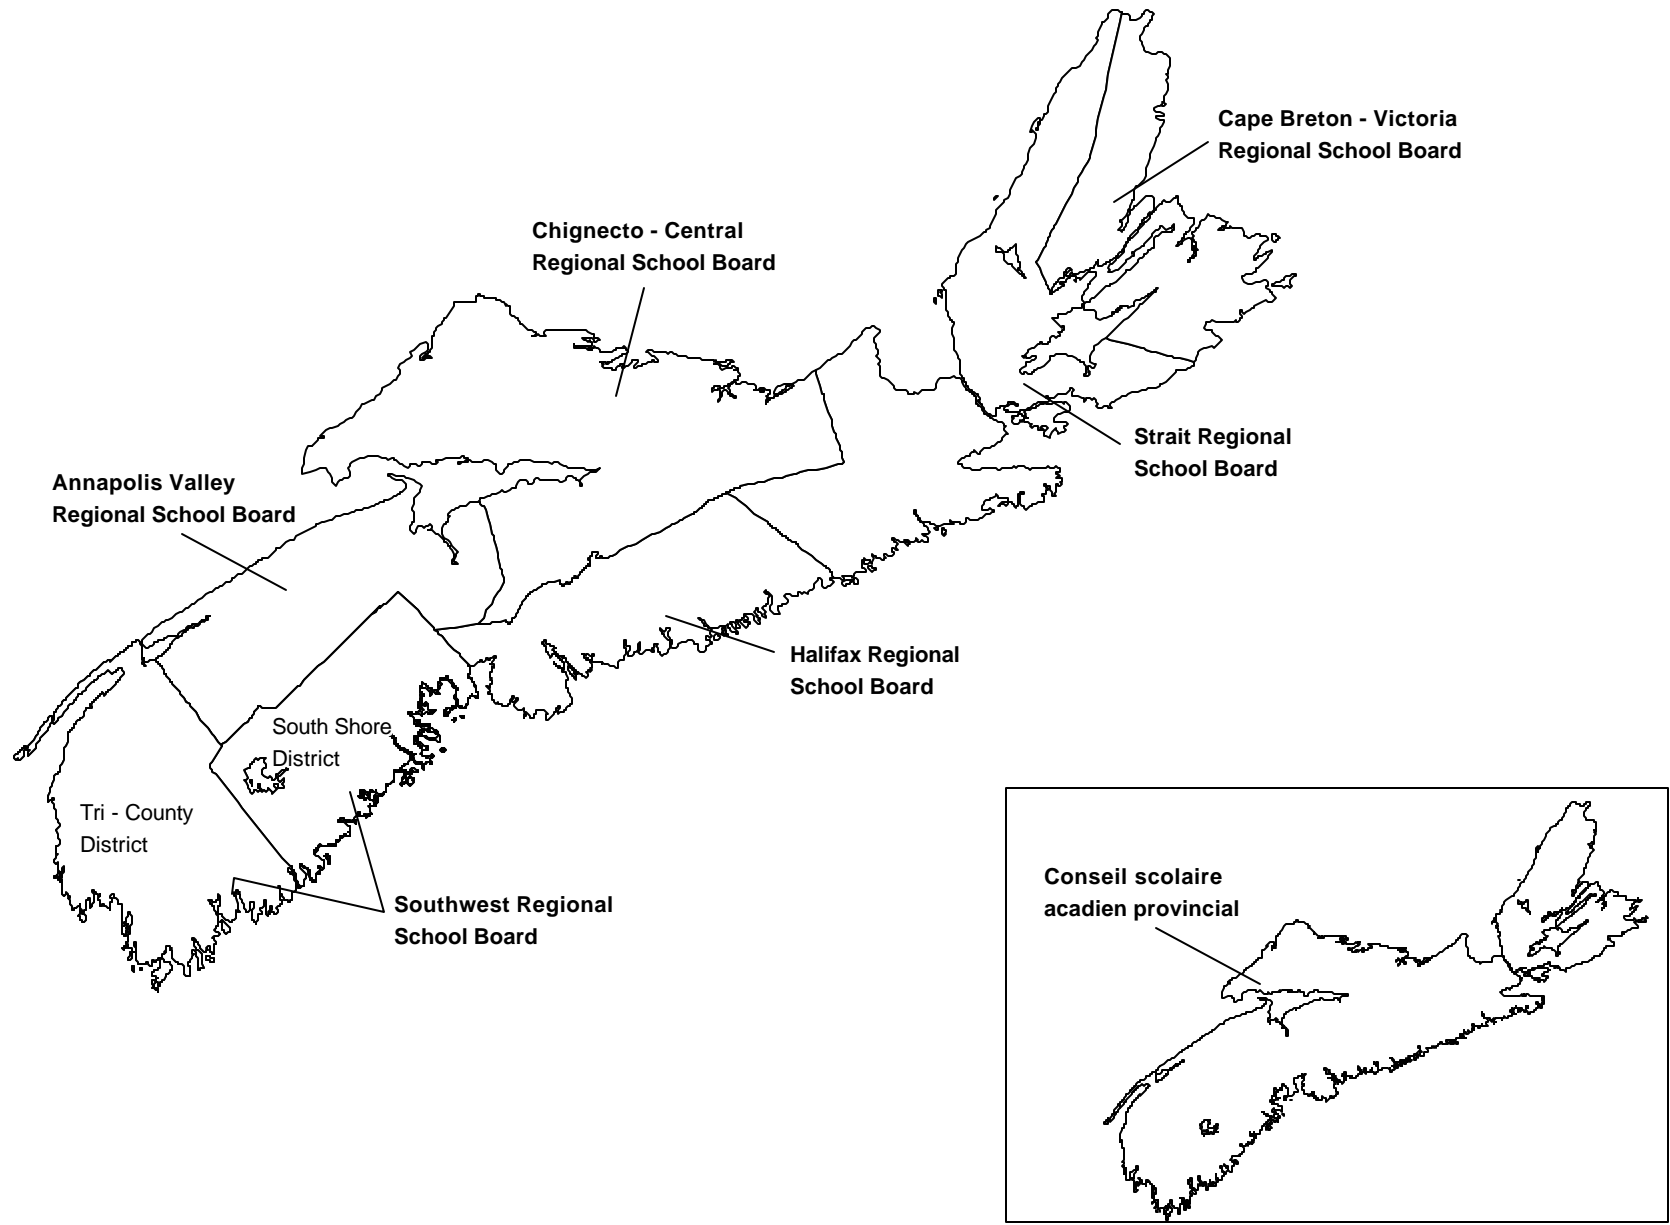 Cape Breton - Victoria
Regional School Board
Chignecto - Central
Regional School Board
Strait Regional
School Board
Annapolis Valley
Regional School Board
Halifax Regional
School Board
South Shore
District
Tri - County
District
Southwest Regional
School Board
Conseil scolaire
acadien provincial